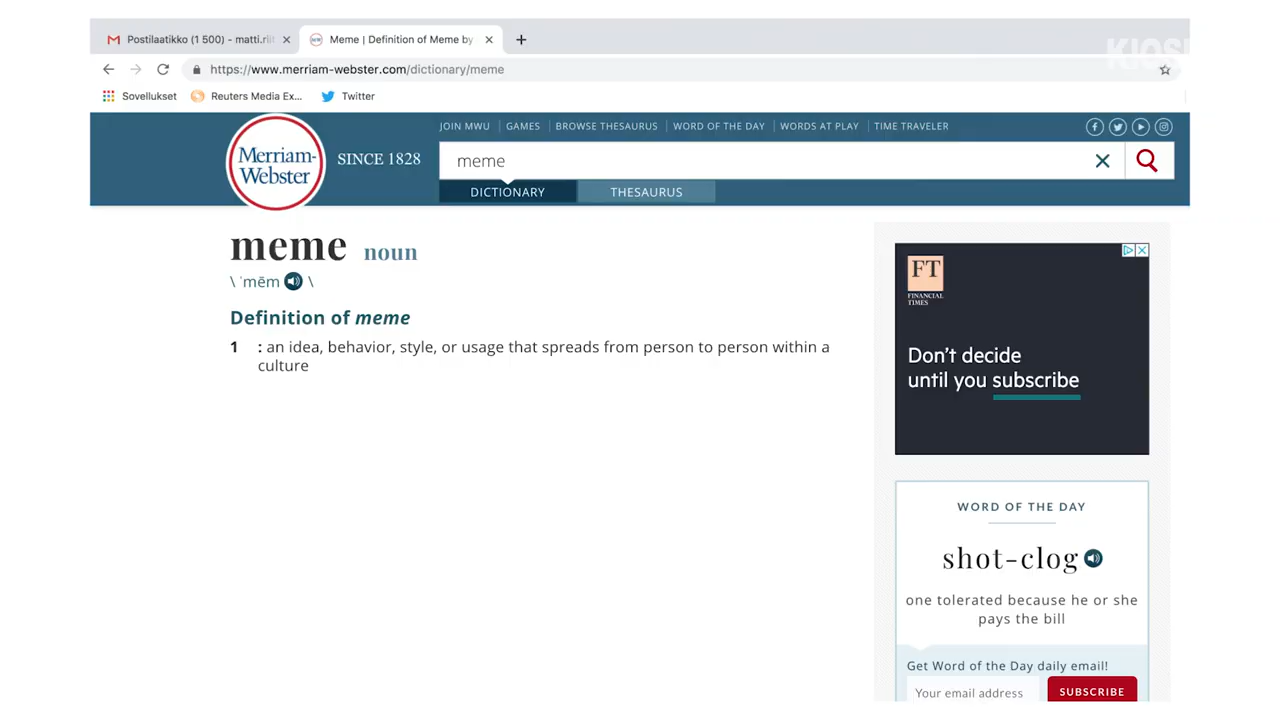 KIOS
Postilaatikko (1 500) - matti.rii
Meme | Definition of Meme by
https://www.merriam-webster.com/dictionary/meme
Sovellukset Reuters Media Ex... Twitter
JOIN MWU GAMES BROWSE THESAURUS WORD OF THE DAY WORDS AT PLAY TIME TRAVELER
Merriam-
Webster
SINCE 1828
meme
DICTIONARY THESAURUS
meme noun
\ ˈmēm \
Definition of meme
1 : an idea, behavior, style, or usage that spreads from person to person within a
culture
FT
FINANCIAL
TIMES
Don't decide
until you subscribe
WORD OF THE DAY
shot-clog
one tolerated because he or she
pays the bill
Get Word of the Day daily email!
Your email address SUBSCRIBE